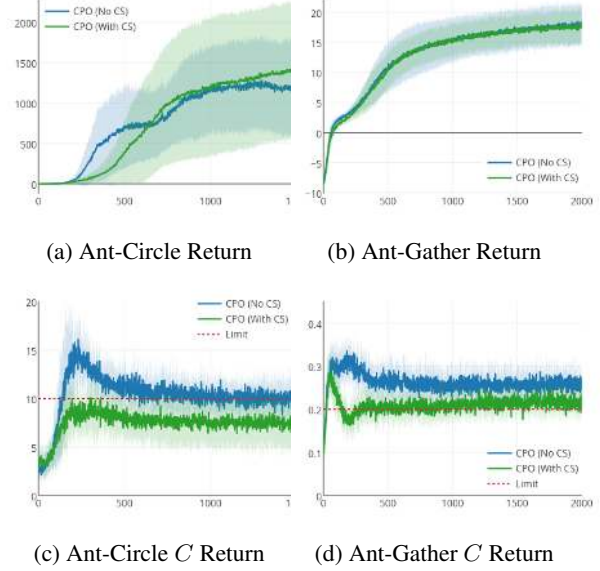 CPO (No CS)
CPO (With CS)
2000
1500
1000
500
0
0 500 1000 1
20
15
10
5
0
−5
−10
CPO (No CS)
CPO (With CS)
0 500 1000 1500 2000
(a) Ant-Circle Return
(b) Ant-Gather Return
20
15
10
5
0
CPO (No CS)
CPO (With CS)
Limit
0 500 1000 1
0.4
0.3
0.2
0.1
0
CPO (No CS)
CPO (With CS)
Limit
0 500 1000 1500 2000
(c) Ant-Circle C Return
(d) Ant-Gather C Return